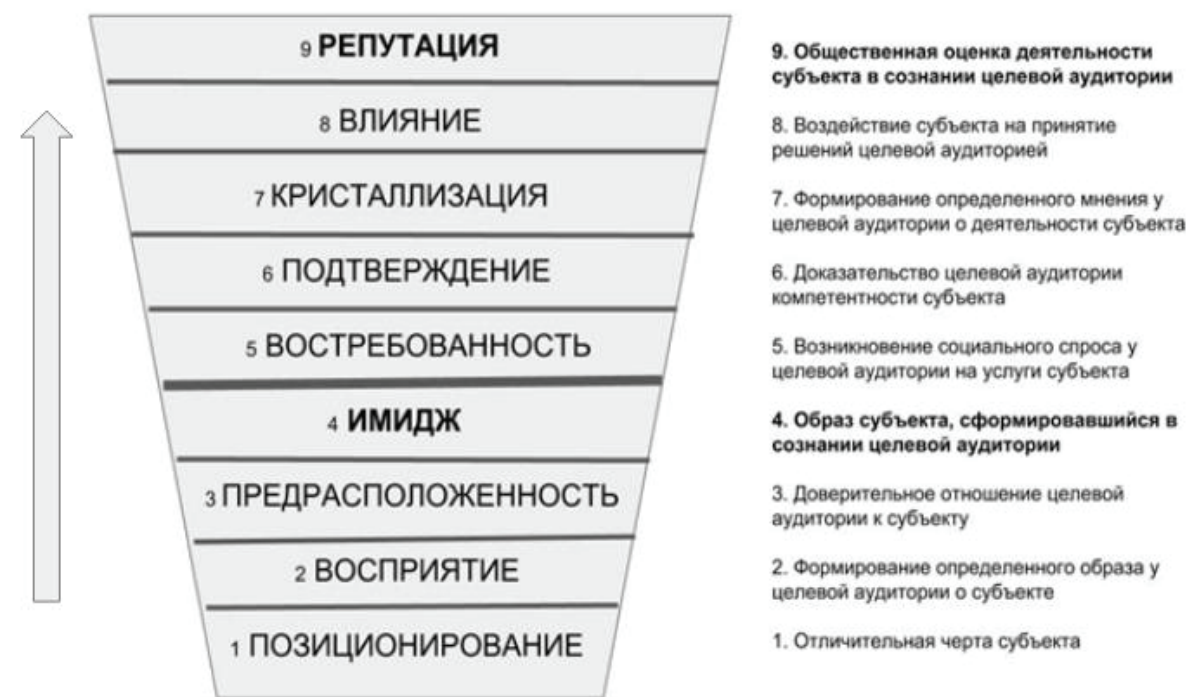 9 РЕПУТАЦИЯ
8 ВЛИЯНИЕ
7 КРИСТАЛЛИЗАЦИЯ
6 ПОДТВЕРЖДЕНИЕ
5 ВОСТРЕБОВАННОСТЬ
4 ИМИДЖ
3 ПРЕДРАСПОЛОЖЕННОСТЬ
2 ВОСПРИЯТИЕ
1 ПОЗИЦИОНИРОВАНИЕ
9. Общественная оценка деятельности
субъекта в сознании целевой аудитории
8. Воздействие субъекта на принятие
решений целевой аудиторией
7. Формирование определенного мнения у
целевой аудитории о деятельности субъекта
6. Доказательство целевой аудитории
компетентности субъекта
5. Возникновение социального спроса у
целевой аудитории на услуги субъекта
4. Образ субъекта, сформировавшийся в
сознании целевой аудитории
3. Доверительное отношение целевой
аудитории к субъекту
2. Формирование определенного образа у
целевой аудитории о субъекте
1. Отличительная черта субъекта